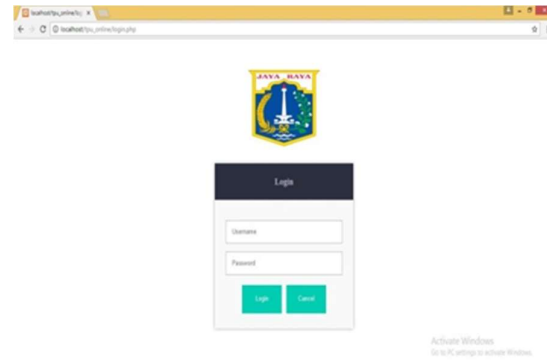 localhost/tpu_online/login.php
JAYA RAYA
Login
Username
Password
Login Cancel
Activate Windows
Go to PC settings to activate Windows.